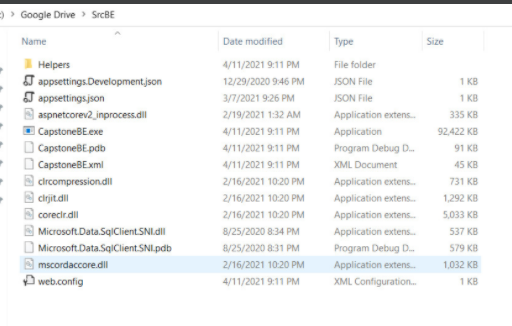 Google Drive > SrcBE
Name Date modified Type Size
Helpers 4/11/2021 9:11 PM File folder
appsettings.Development.json 12/29/2020 9:46 PM JSON File 1 KB
appsettings.json 3/7/2021 9:26 PM JSON File 1 KB
aspnetcorev2_inprocess.dll 2/19/2021 1:32 AM Application extens... 335 KB
CapstoneBE.exe 4/11/2021 9:11 PM Application 92,422 KB
CapstoneBE.pdb 4/11/2021 9:11 PM Program Debug D... 91 KB
CapstoneBE.xml 4/11/2021 9:11 PM XML Document 45 KB
clrcompression.dll 2/16/2021 10:20 PM Application extens... 731 KB
clrjit.dll 2/16/2021 10:20 PM Application extens... 1,292 KB
coreclr.dll 2/16/2021 10:20 PM Application extens... 5,033 KB
Microsoft.Data.SqlClient.SNI.dll 8/25/2020 8:34 PM Application extens... 537 KB
Microsoft.Data.SqlClient.SNI.pdb 8/25/2020 8:31 PM Program Debug D... 579 KB
mscordaccore.dll 2/16/2021 10:20 PM Application extens... 1,032 KB
web.config 4/11/2021 9:11 PM XML Configuration... 1 KB